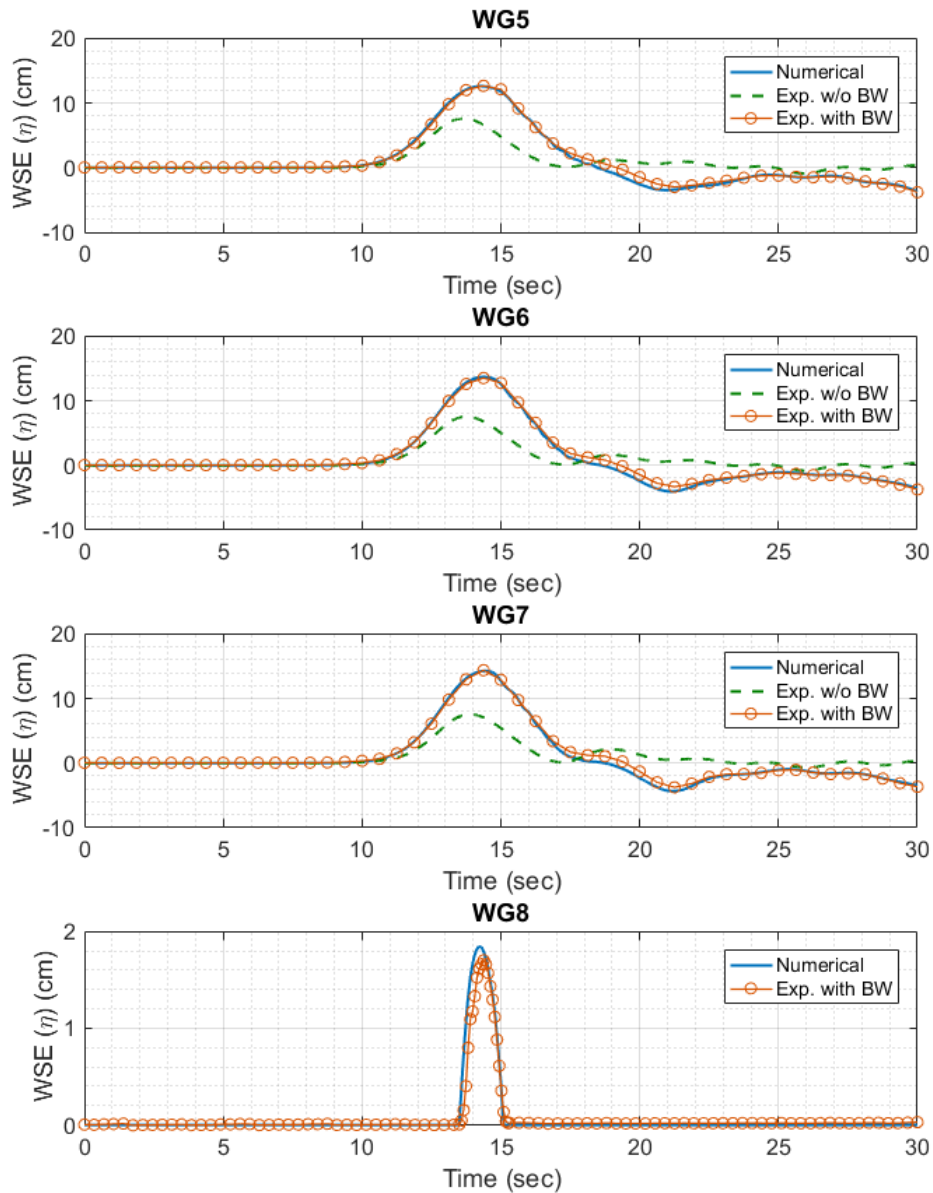 WG5
20
10
0
-10
WSE (η) (cm)
Numerical
Exp. w/o BW
Exp. with BW
0 5 10 15 20 25 30
Time (sec)
WG6
20
10
0
-10
WSE (η) (cm)
Numerical
Exp. w/o BW
Exp. with BW
0 5 10 15 20 25 30
Time (sec)
WG7
20
10
0
-10
WSE (η) (cm)
Numerical
Exp. w/o BW
Exp. with BW
0 5 10 15 20 25 30
Time (sec)
WG8
2
1
0
WSE (η) (cm)
Numerical
Exp. with BW
0 5 10 15 20 25 30
Time (sec)